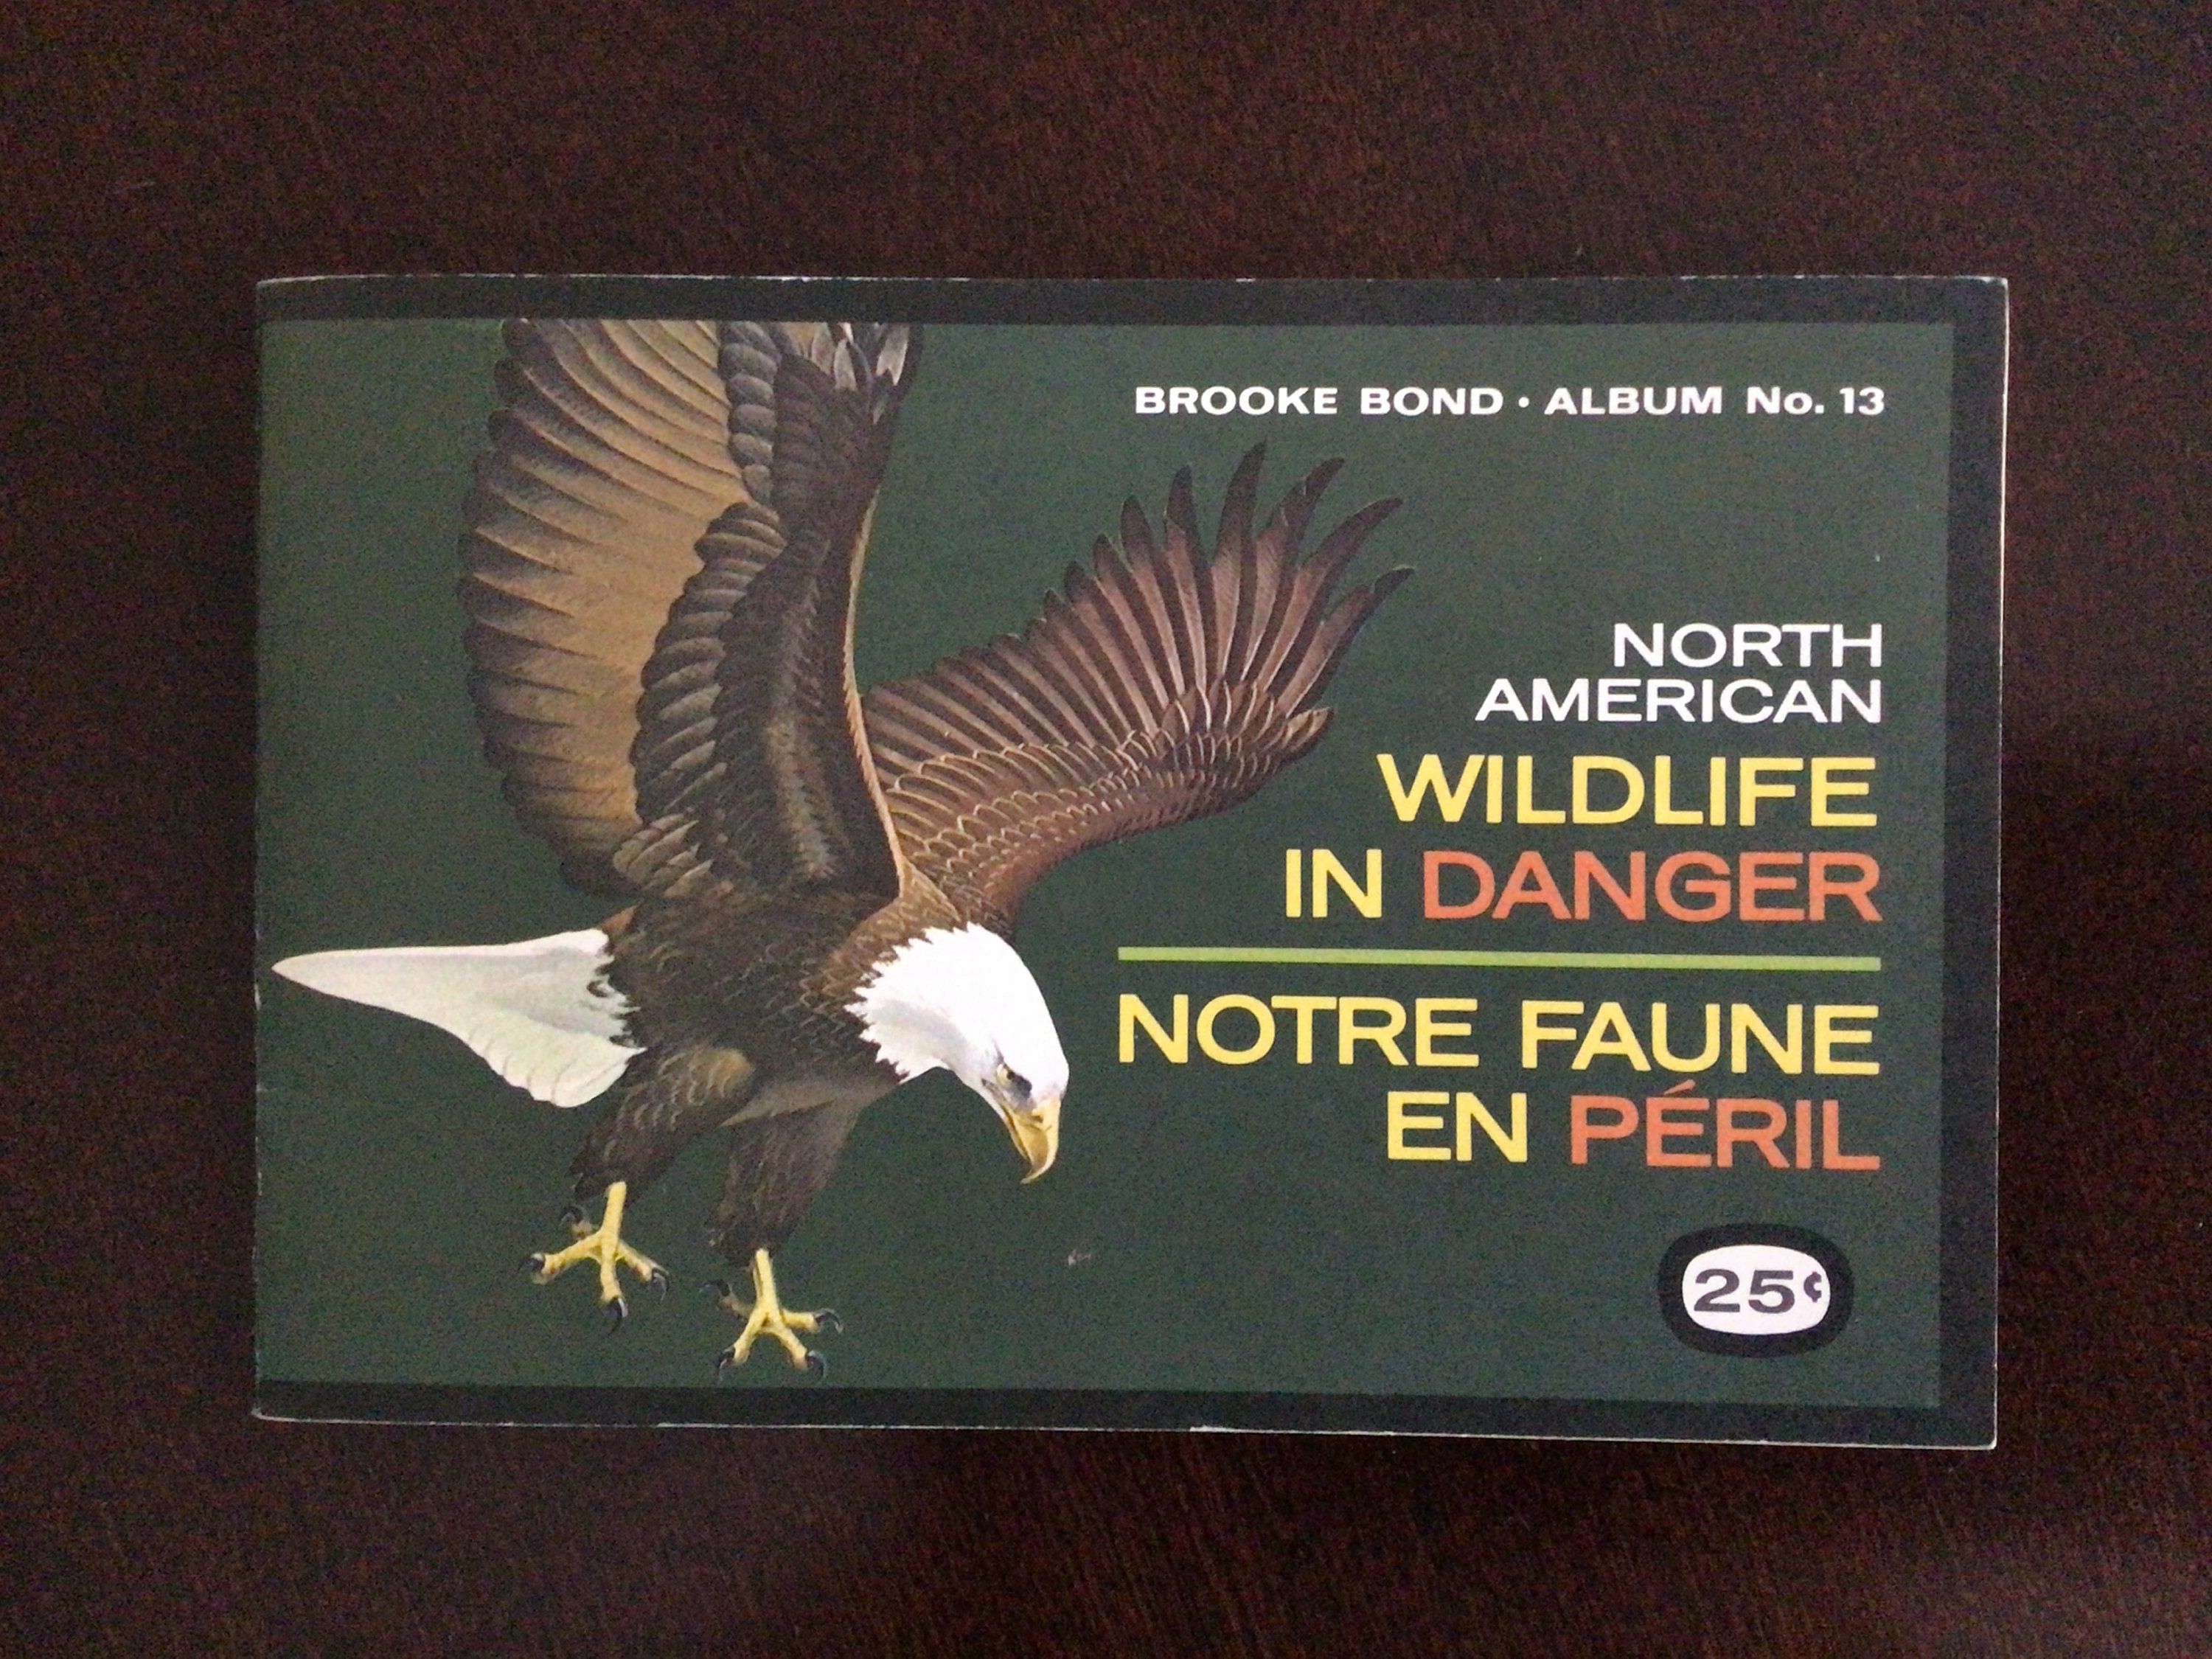 BROOKE BOND • ALBUM No. 13
NORTH
AMERICAN
WILDLIFE
IN DANGER
NOTRE FAUNE
EN PÉRIL
25¢